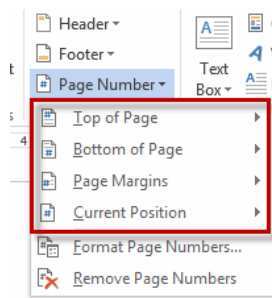 Header
Footer
Page Number
A
Text
Box
A
4
Top of Page
Bottom of Page
Page Margins
Current Position
Format Page Numbers...
Remove Page Numbers